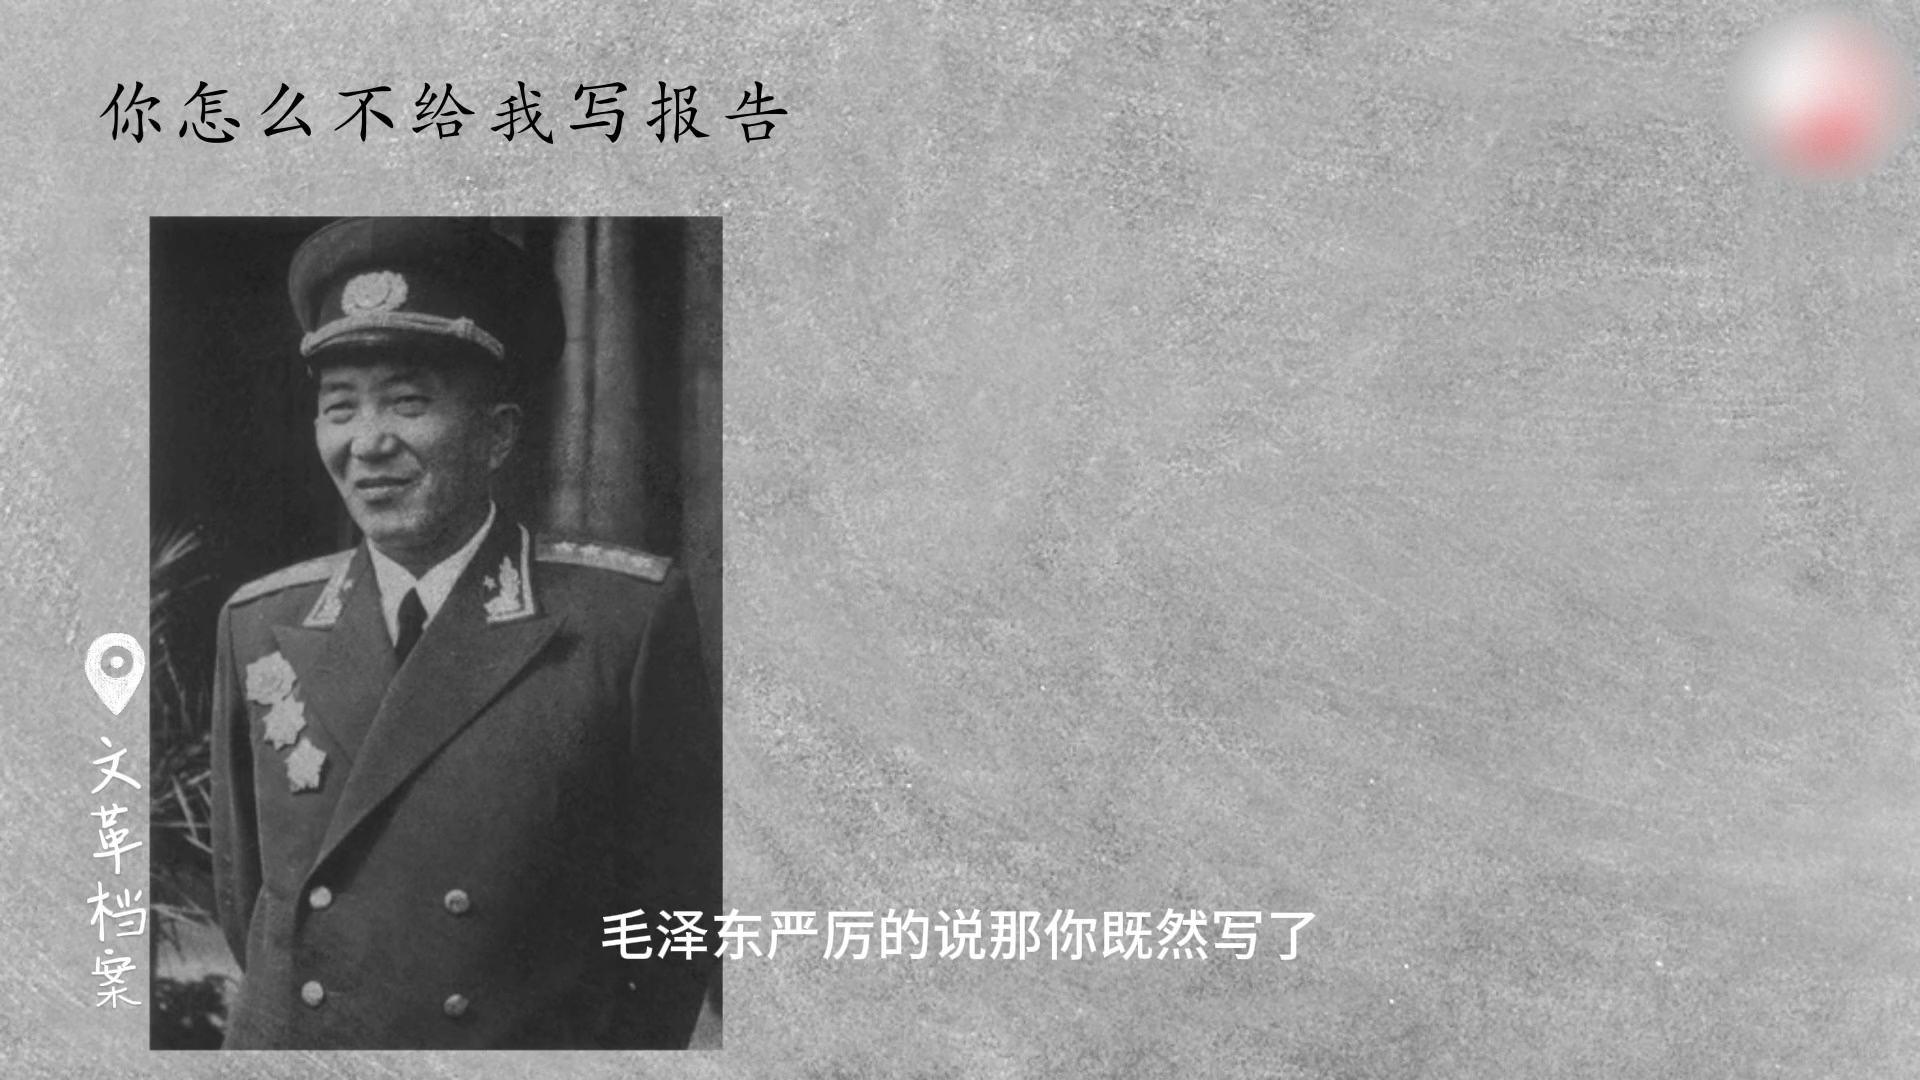 你怎么不给我写报告
文革档案
毛泽东严厉的说那你既然写了